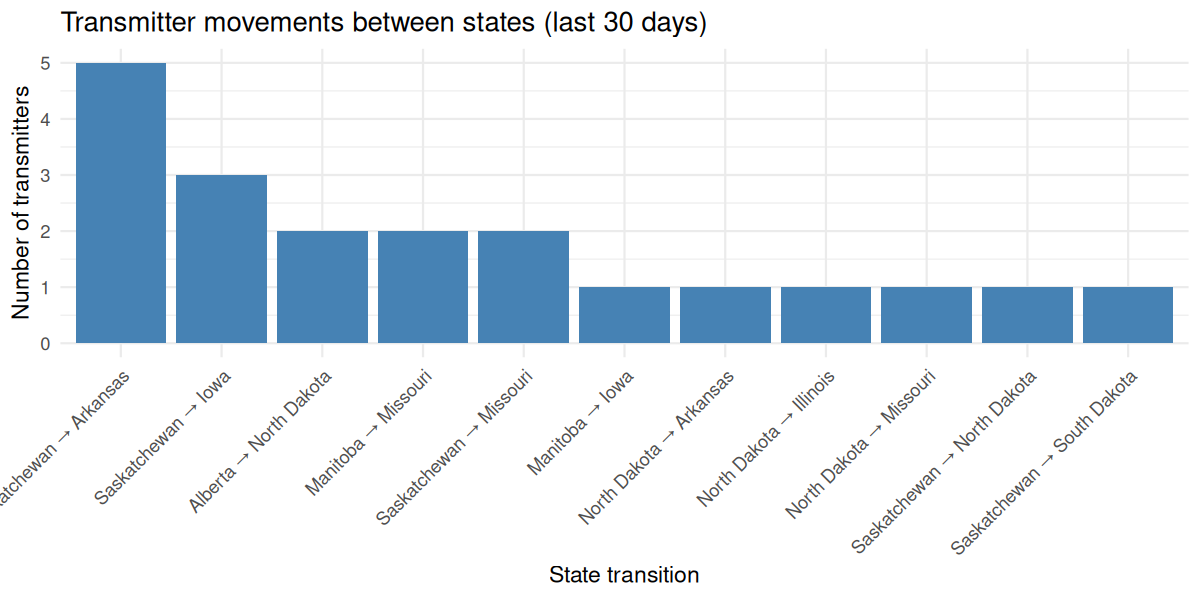 Transmitter movements between states (last 30 days)
Number of transmitters
5
4
3
2
1
0
atchewan → Arkansas
Saskatchewan → Iowa
Alberta → North Dakota
Manitoba → Missouri
Saskatchewan → Missouri
Manitoba → Iowa
North Dakota → Arkansas
North Dakota → Illinois
North Dakota → Missouri
Saskatchewan → North Dakota
Saskatchewan → South Dakota
State transition